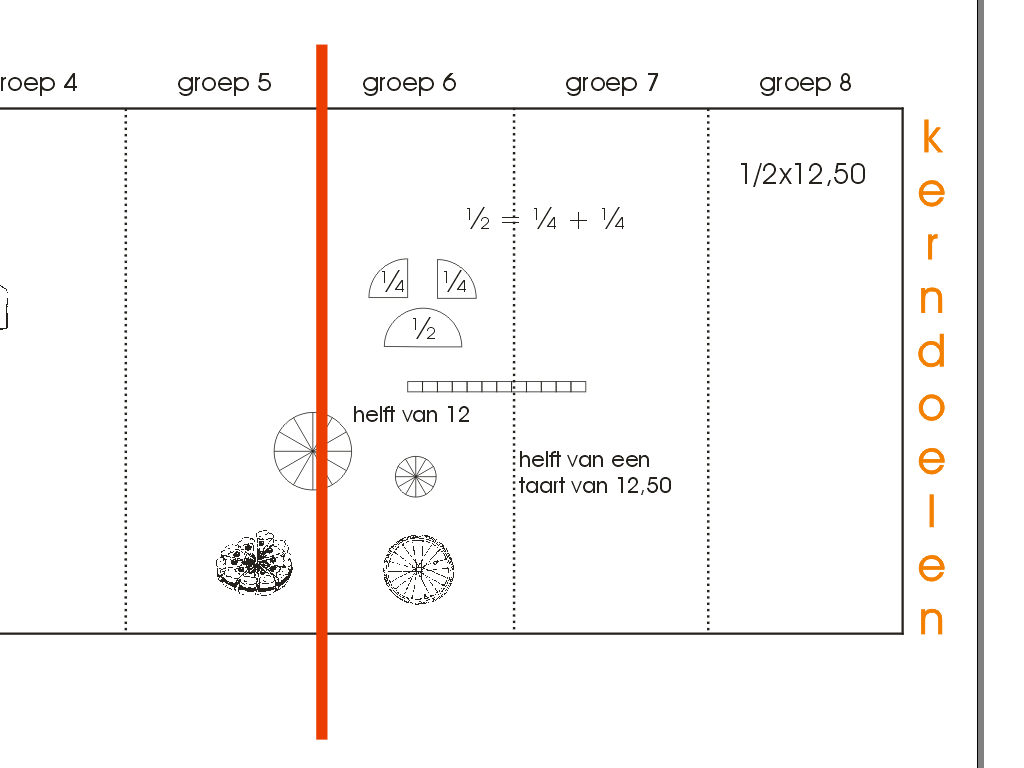 roep 4
groep 5
groep 6
groep 7
groep 8
1/2x12,50
½ = ¼ + ¼
¼ ¼
½
helft van 12
helft van een
taart van 12,50
kerndoelen